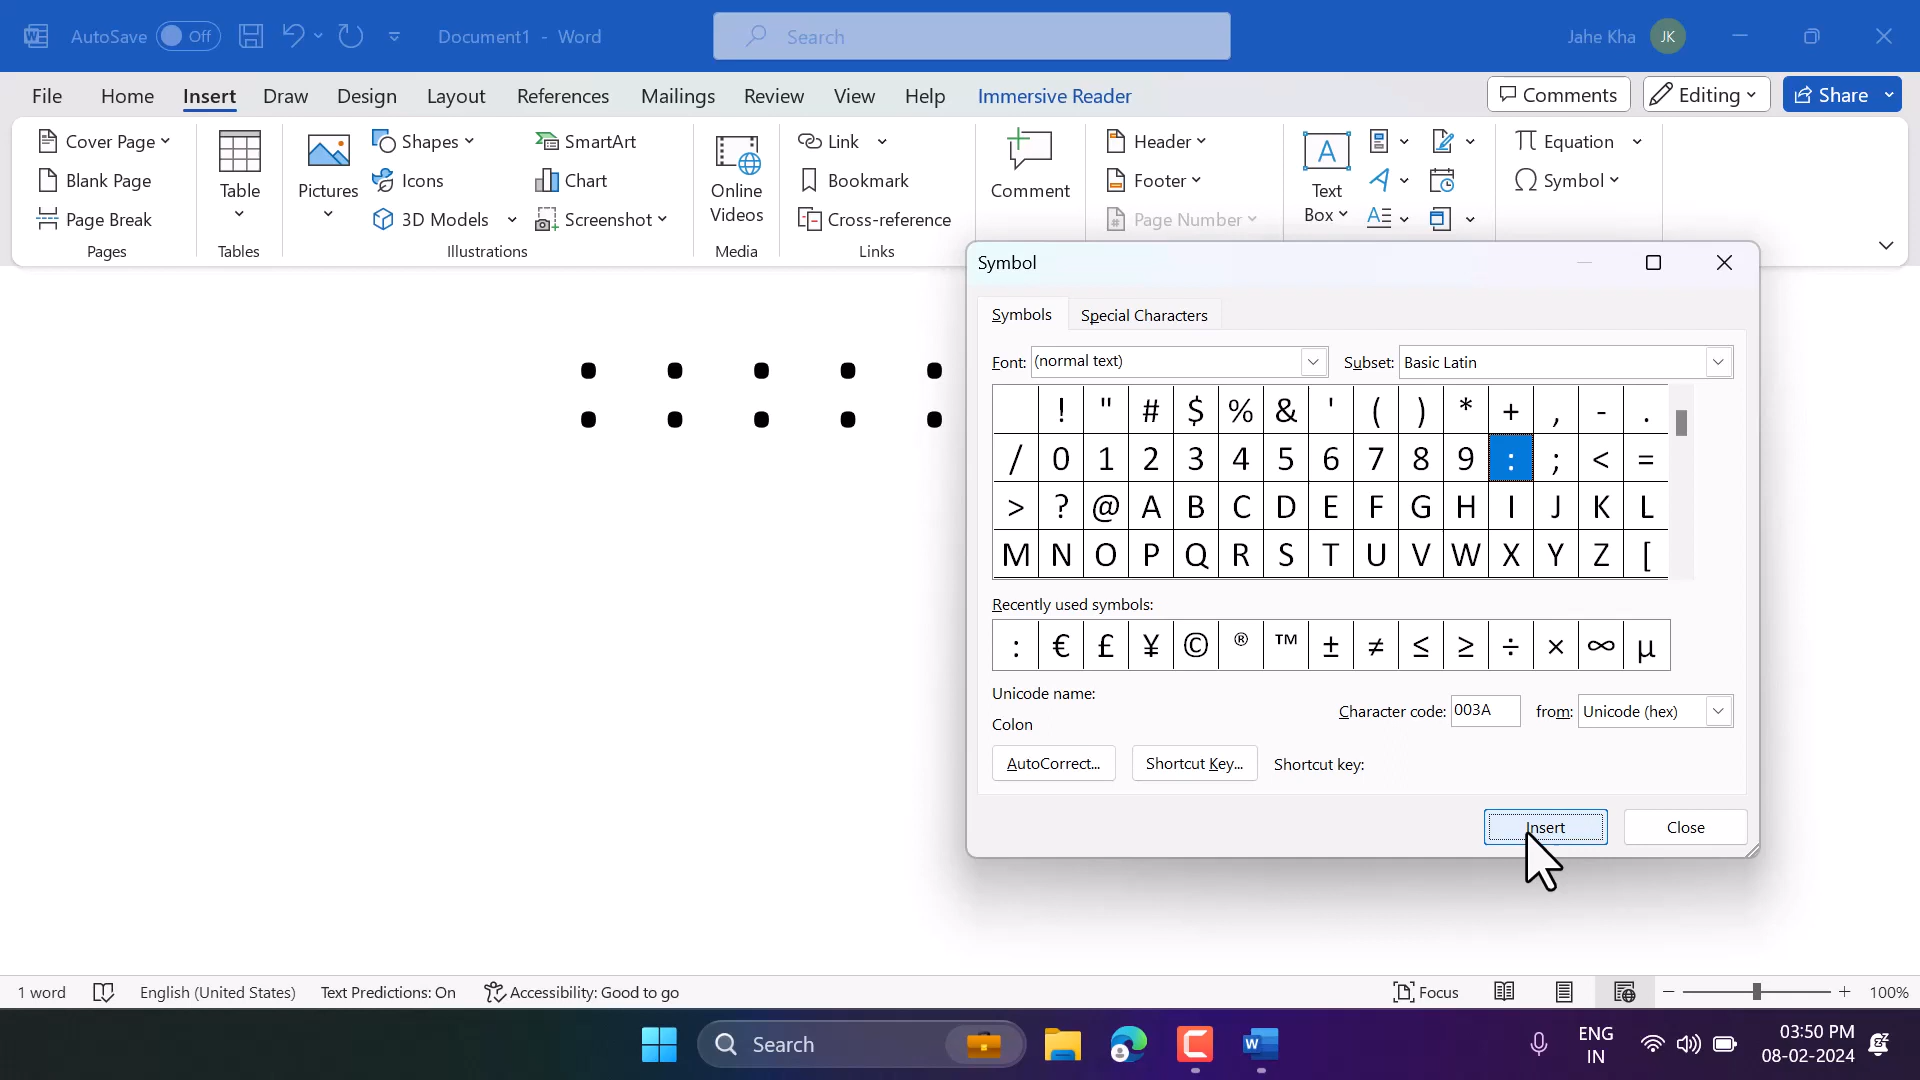 AutoSave Off Document1 - Word Search Jahe Kha JK
File Home Insert Draw Design Layout References Mailings Review View Help Immersive Reader Comments Editing Share
Cover Page
Blank Page
Page Break
Pages
Table
Tables
Pictures
Shapes
Icons
3D Models
SmartArt
Chart
Screenshot
Illustrations
Online
Videos
Media
Link
Bookmark
Cross-reference
Links
Comment
Header
Footer
Page Number
Text
Box
Equation
Symbol
: : : : :
Symbol
Symbols Special Characters
Font: (normal text) Subset: Basic Latin
! " # $ % & ' ( ) * + , - .
/ 0 1 2 3 4 5 6 7 8 9 : ; < =
> ? @ A B C D E F G H I J K L
M N O P Q R S T U V W X Y Z [
Recently used symbols:
: € £ ¥ © ® ™ ± ≠ ≤ ≥ ÷ × ∞ µ
Unicode name:
Colon
Character code: 003A from: Unicode (hex)
AutoCorrect... Shortcut Key... Shortcut key:
Insert Close
1 word English (United States) Text Predictions: On Accessibility: Good to go Focus 100%
Search
ENG
IN
03:50 PM
08-02-2024